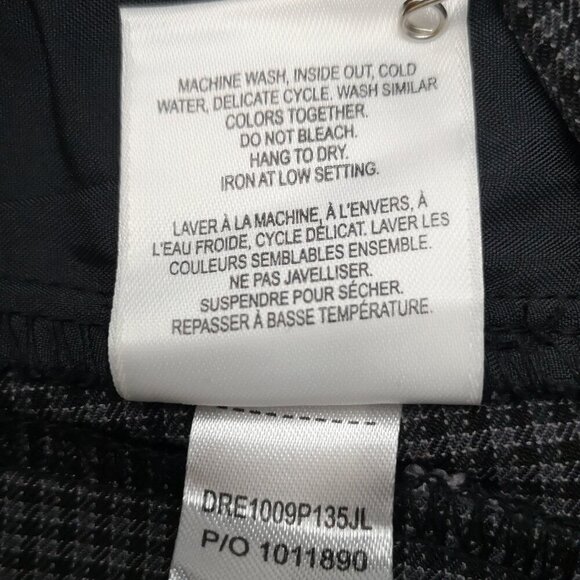 MACHINE WASH, INSIDE OUT, COLD
WATER, DELICATE CYCLE. WASH SIMILAR
COLORS TOGETHER.
DO NOT BLEACH.
HANG TO DRY.
IRON AT LOW SETTING.
LAVER À LA MACHINE, À L'ENVERS, À
L'EAU FROIDE, CYCLE DÉLICAT. LAVER LES
COULEURS SEMBLABLES ENSEMBLE.
NE PAS JAVELLISER.
SUSPENDRE POUR SÉCHER.
REPASSER À BASSE TEMPÉRATURE.
DRE1009P135JL
P/O 1011890